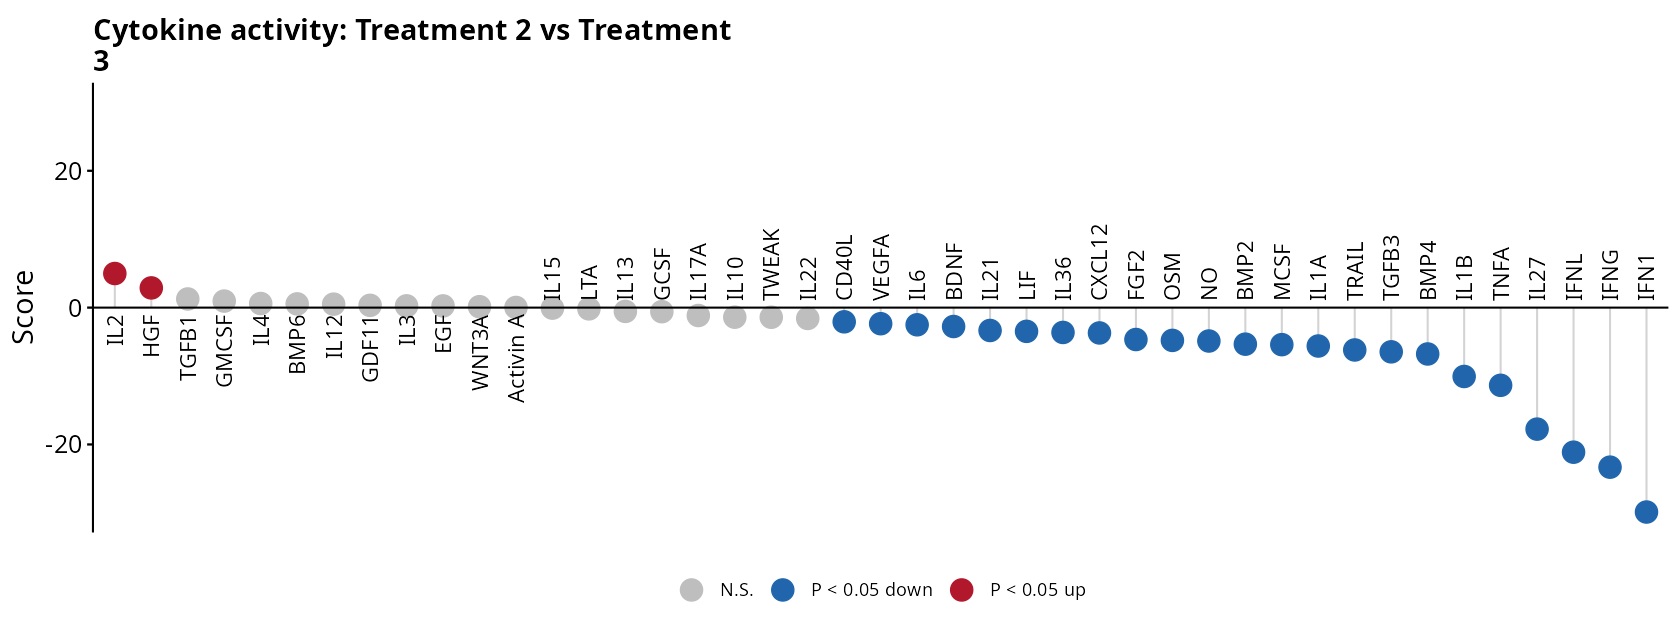 Cytokine activity: Treatment 2 vs Treatment
3
Score
20
0
-20
IL2
HGF
TGFB1
GMCSF
IL4
BMP6
IL12
GDF11
IL3
EGF
WNT3A
Activin A
IL15
LTA
IL13
GCSF
IL17A
IL10
TWEAK
IL22
CD40L
VEGFA
IL6
BDNF
IL21
LIF
IL36
CXCL12
FGF2
OSM
NO
BMP2
MCSF
IL1A
TRAIL
TGFB3
BMP4
IL1B
TNFA
IL27
IFNL
IFNG
IFN1
N.S.
P < 0.05 down
P < 0.05 up